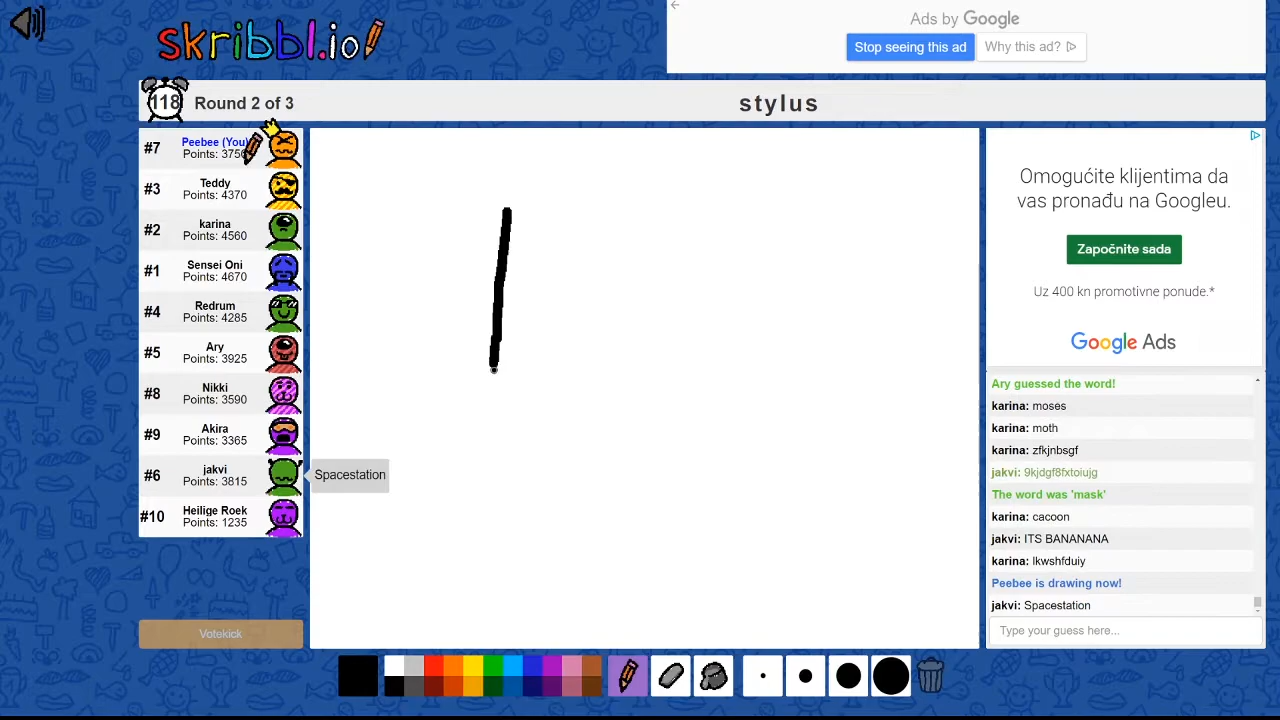 skribbl.io
Ads by Google
Stop seeing this ad
Why this ad?
118
Round 2 of 3
stylus
#7
Peebee (You)
Points: 3750
#3
Teddy
Points: 4370
#2
karina
Points: 4560
#1
Sensei Oni
Points: 4670
#4
Redrum
Points: 4285
#5
Ary
Points: 3925
#8
Nikki
Points: 3590
#9
Akira
Points: 3365
#6
jakvi
Points: 3815
Spacestation
#10
Heilige Roek
Points: 1235
Votekick
Omogućite klijentima da
vas pronađu na Googleu.
Započnite sada
Uz 400 kn promotivne ponude.*
Google Ads
Ary guessed the word!
karina: moses
karina: moth
karina: zfkjnbsgf
jakvi: 9kjdgf8fxtoiujg
The word was 'mask'
karina: cacoon
jakvi: ITS BANANANA
karina: lkwshfduiy
Peebee is drawing now!
jakvi: Spacestation
Type your guess here...